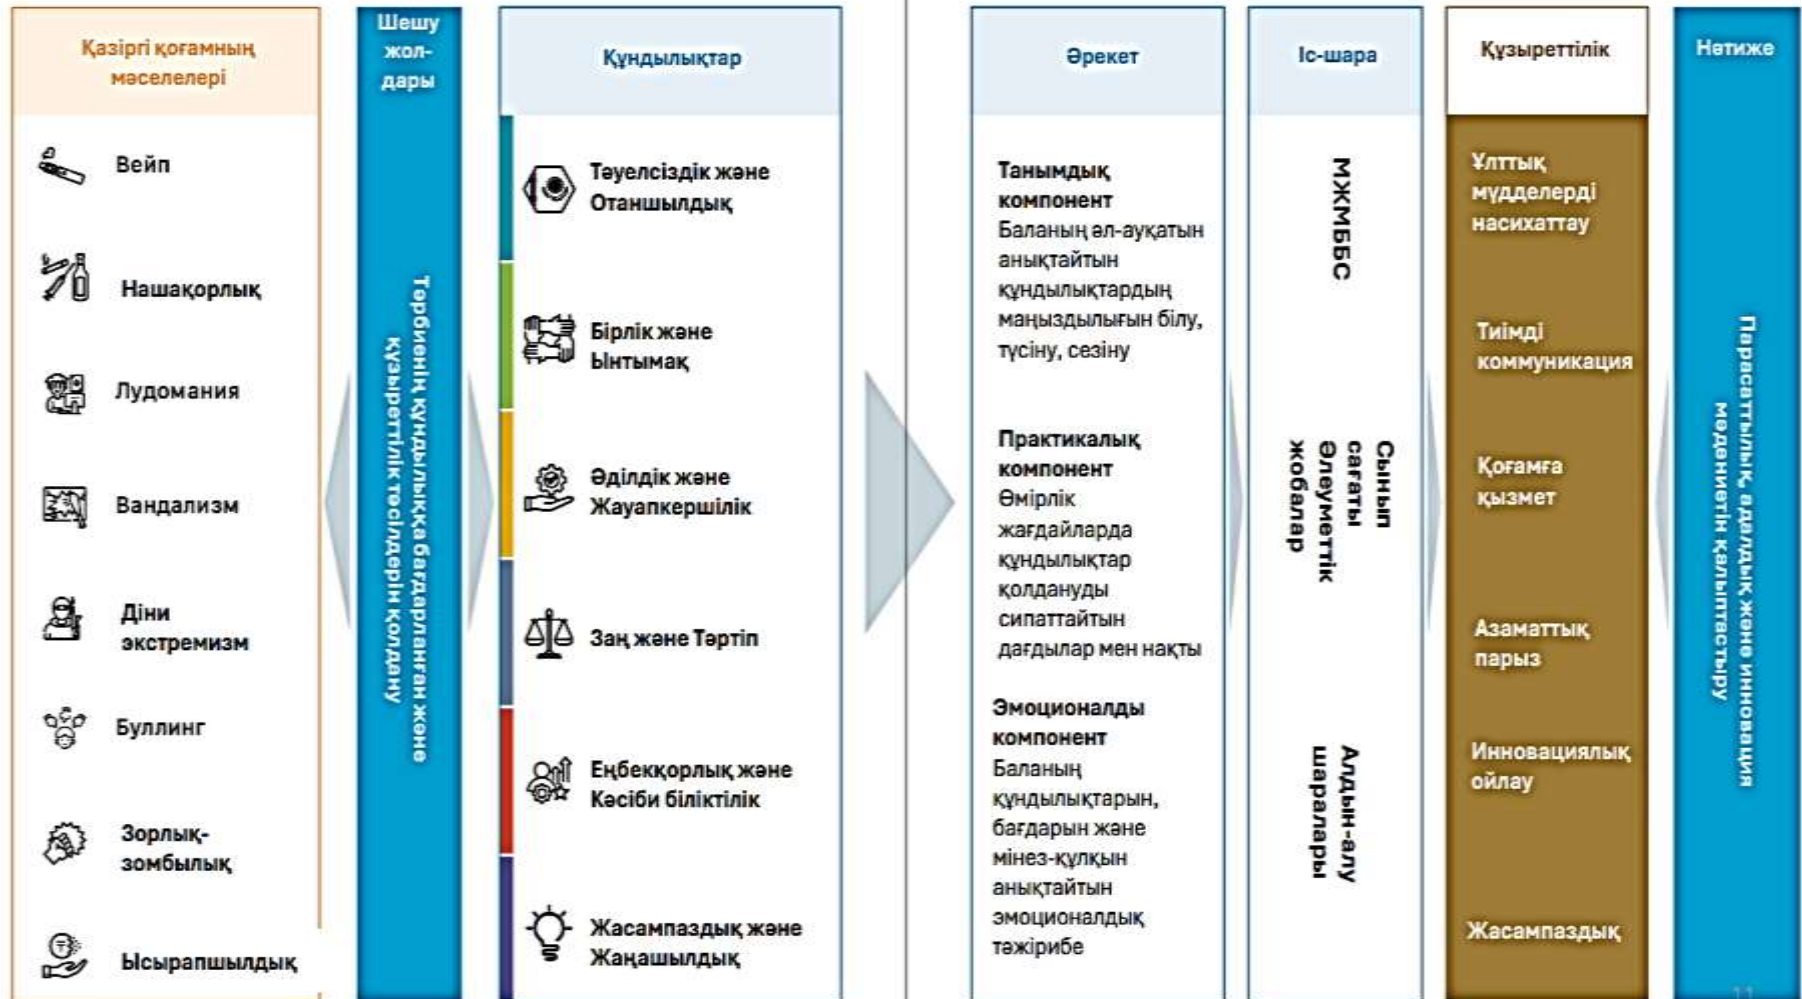 Қазіргі қоғамның
мәселелері
Вейп
Нашақорлық
Лудомания
Вандализм
Діни
экстремизм
Буллинг
Зорлық-
зомбылық
Ысырапшылдық
Шешу
жол-
дары
Тәрбиенің құндылыққа бағдарланған және
құзыреттілік тәсілдерін қолдану
Құндылықтар
Тәуелсіздік және
Отаншылдық
Бірлік және
Ынтымақ
Әділдік және
Жауапкершілік
Заң және Тәртіп
Еңбекқорлық және
Кәсіби біліктілік
Жасампаздық және
Жаңашылдық
Әрекет
Танымдық
компонент
Баланың әл-ауқатын
анықтайтын
құндылықтардың
маңыздылығын білу,
түсіну, сезіну
Практикалық
компонент
Өмірлік
жағдайларда
құндылықтар
қолдануды
сипаттайтын
дағдылар мен нақты
Эмоционалды
компонент
Баланың
құндылықтарын,
бағдарын және
мінез-құлқын
анықтайтын
эмоционалдық
тәжірибе
Іс-шара
МЖМББС
Сынып
сағаты
Әлеуметтік
жобалар
Алдын-алу
шаралары
Құзыреттілік
Ұлттық
мүдделерді
насихаттау
Тиімді
коммуникация
Қоғамға
қызмет
Азаматтық
парыз
Инновациялық
ойлау
Жасампаздық
Нәтиже
Парасаттылық, адалдық және инновация
мәдениетін қалыптастыру
11